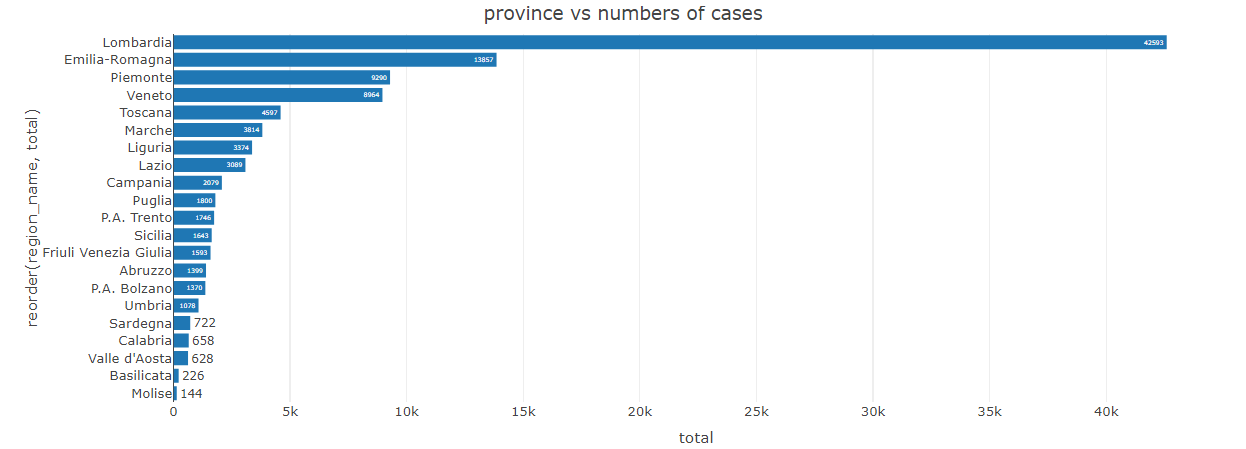 province vs numbers of cases
reorder(region_name, total)
Lombardia 42593
Emilia-Romagna 13857
Piemonte 9290
Veneto 8964
Toscana 4597
Marche 3814
Liguria 3374
Lazio 3089
Campania 2079
Puglia 1800
P.A. Trento 1746
Sicilia 1643
Friuli Venezia Giulia 1593
Abruzzo 1399
P.A. Bolzano 1370
Umbria 1078
Sardegna 722
Calabria 658
Valle d'Aosta 628
Basilicata 226
Molise 144
0 5k 10k 15k 20k 25k 30k 35k 40k
total